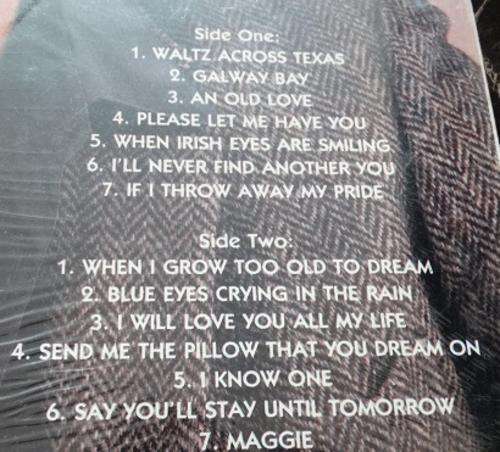 Side One:
1. WALTZ ACROSS TEXAS
2. GALWAY BAY
3. AN OLD LOVE
4. PLEASE LET ME HAVE YOU
5. WHEN IRISH EYES ARE SMILING
6. I'LL NEVER FIND ANOTHER YOU
7. IF I THROW AWAY MY PRIDE
Side Two:
1. WHEN I GROW TOO OLD TO DREAM
2. BLUE EYES CRYING IN THE RAIN
3. I WILL LOVE YOU ALL MY LIFE
4. SEND ME THE PILLOW THAT YOU DREAM ON
5. I KNOW ONE
6. SAY YOU'LL STAY UNTIL TOMORROW
7. MAGGIE